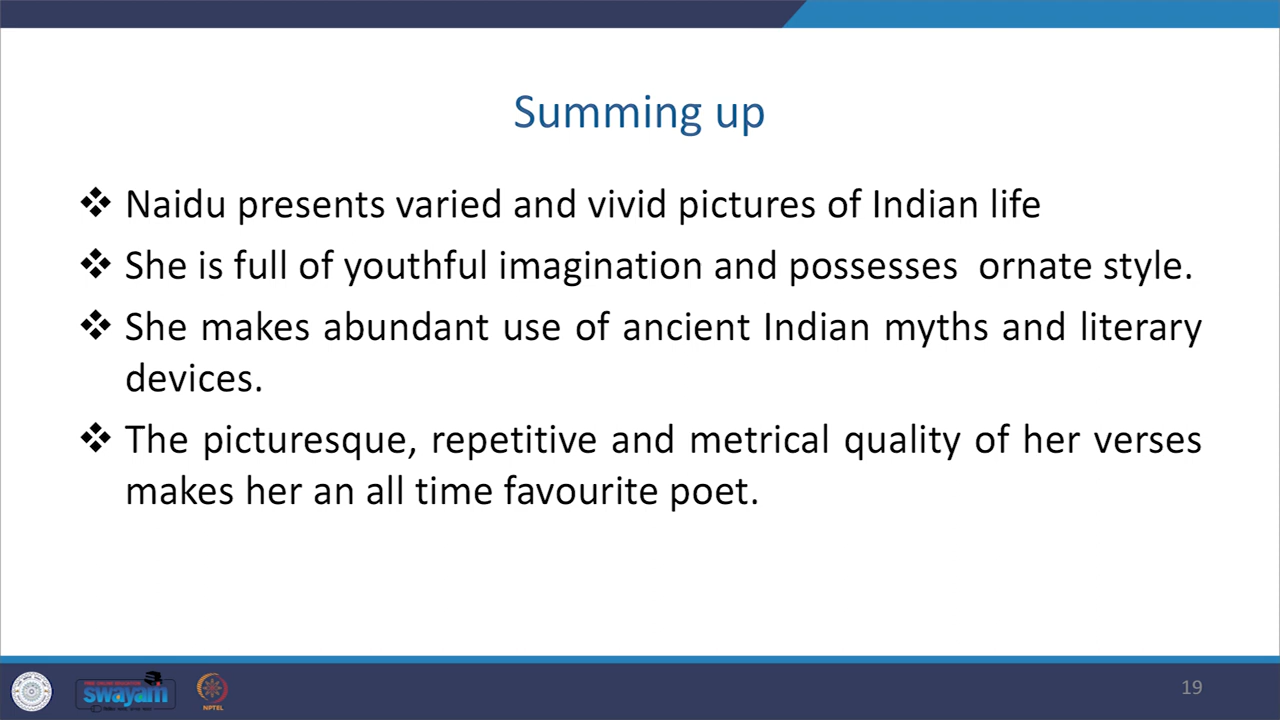 Summing up
❖ Naidu presents varied and vivid pictures of Indian life
❖ She is full of youthful imagination and possesses  ornate style.
❖ She makes abundant use of ancient Indian myths and literary
devices.
❖ The picturesque, repetitive and metrical quality of her verses
makes her an all time favourite poet.
swayam
NPTEL
19